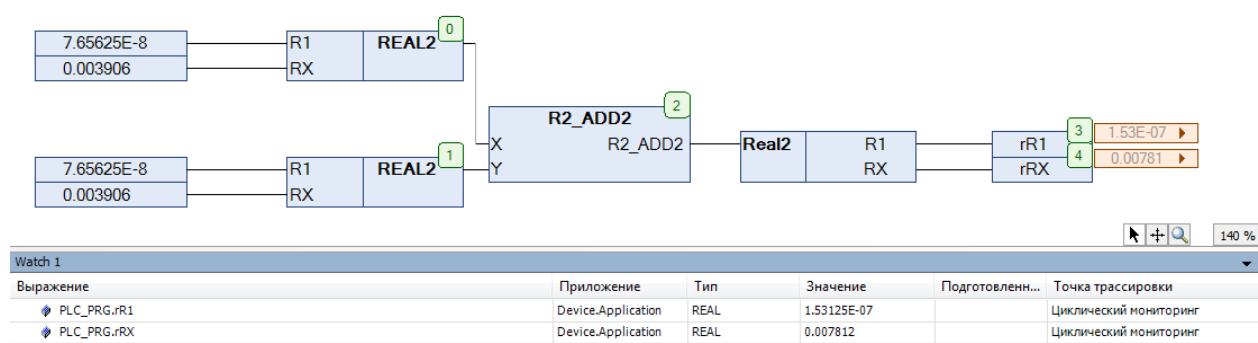 0
7.65625E-8 R1 REAL2
0.003906 RX
2
R2_ADD2
X R2_ADD2 Real2 R1 rR1 3 1.53E-07
1
7.65625E-8 R1 REAL2 Y RX rRX 4 0.00781
0.003906 RX
140 %
Watch 1
Выражение Приложение Тип Значение Подготовленн... Точка трассировки
PLC_PRG.rR1 Device.Application REAL 1.53125E-07 Циклический мониторинг
PLC_PRG.rRX Device.Application REAL 0.007812 Циклический мониторинг